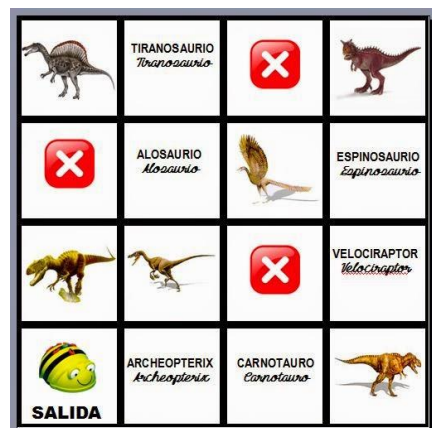 TIRANOSAURIO
Tiranosaurio
ALOSAURIO
Alosaurio
ESPINOSAURIO
Espinosaurio
VELOCIRAPTOR
Velociraptor
SALIDA
ARCHEOPTERIX
Archeopterix
CARNOTAURO
Carnotauro